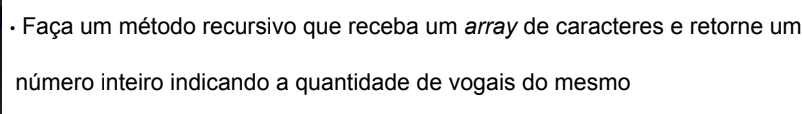 • Faça um método recursivo que receba um array de caracteres e retorne um
número inteiro indicando a quantidade de vogais do mesmo